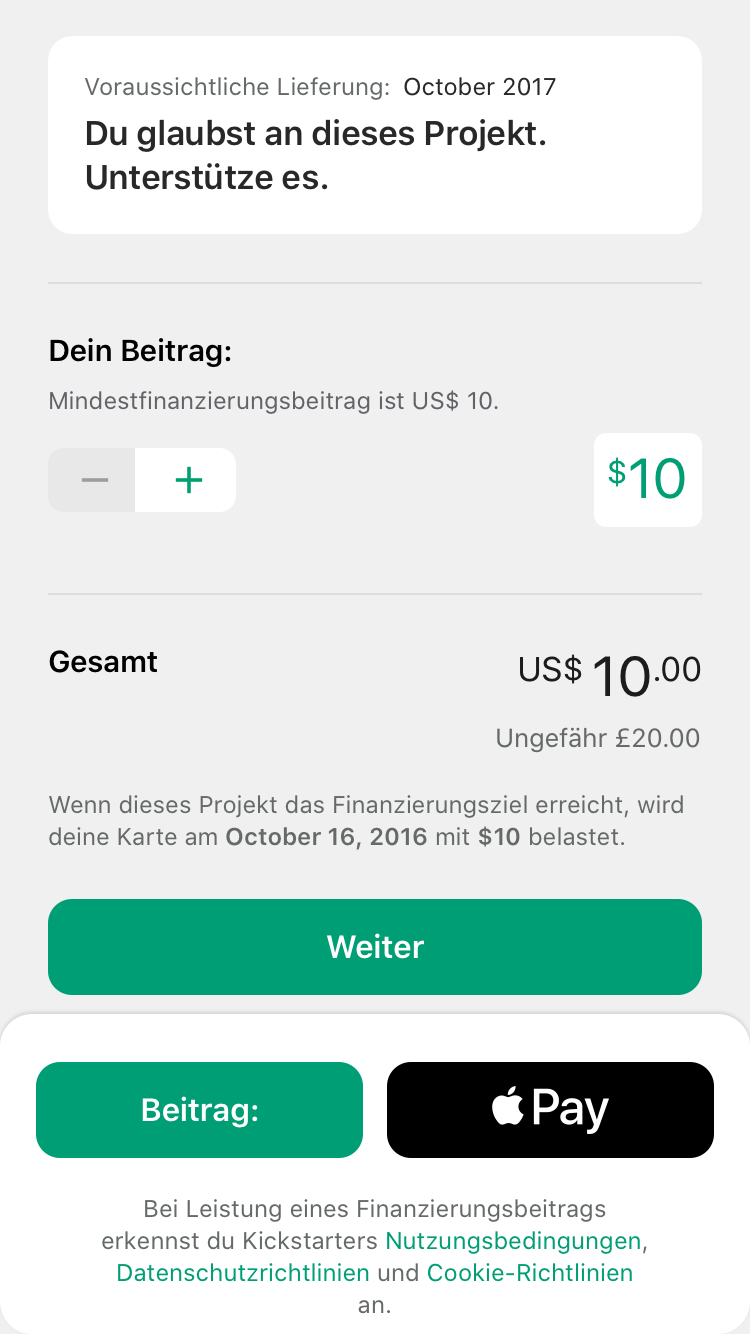 Voraussichtliche Lieferung: October 2017
Du glaubst an dieses Projekt.
Unterstütze es.
Dein Beitrag:
Mindestfinanzierungsbeitrag ist US$ 10.
− + $10
Gesamt US$ 10.00
Ungefähr £20.00
Wenn dieses Projekt das Finanzierungsziel erreicht, wird
deine Karte am October 16, 2016 mit $10 belastet.
Weiter
Beitrag: Pay
Bei Leistung eines Finanzierungsbeitrags
erkennst du Kickstarters Nutzungsbedingungen,
Datenschutzrichtlinien und Cookie-Richtlinien
an.